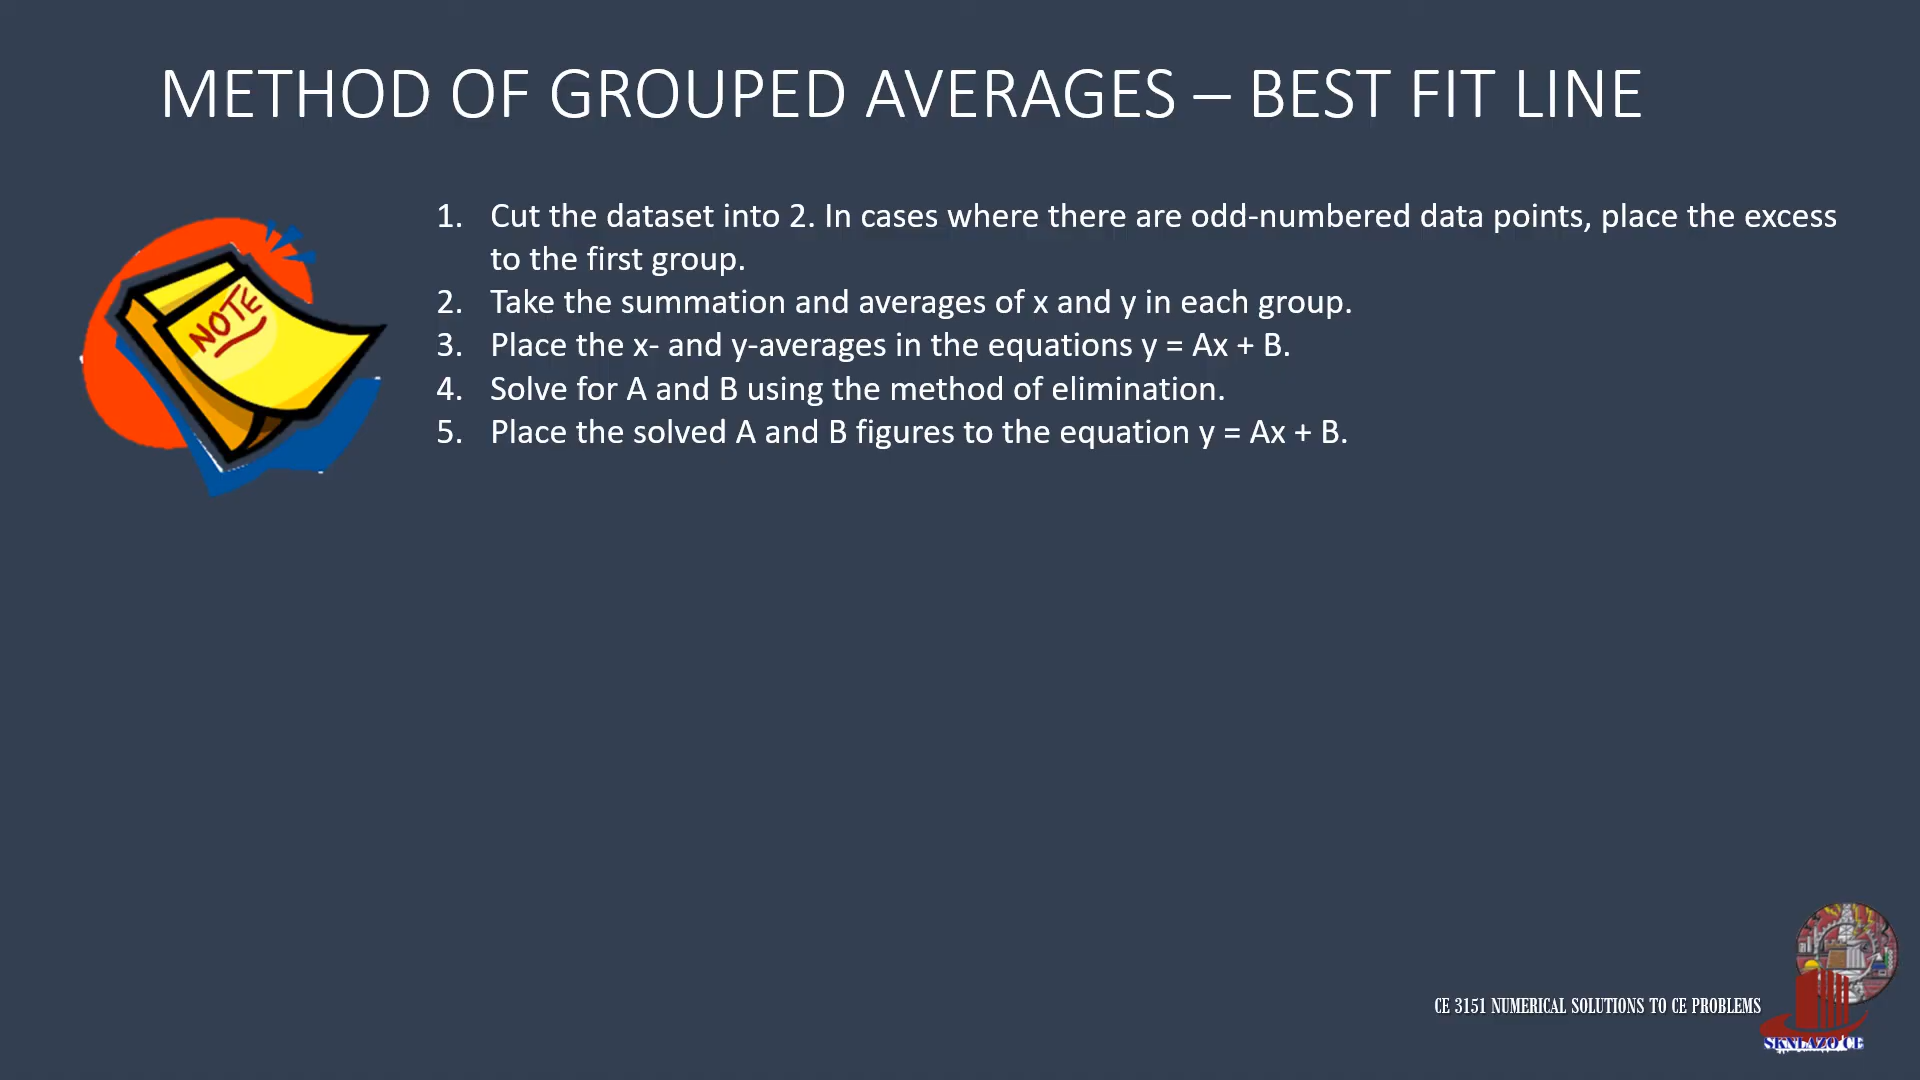 METHOD OF GROUPED AVERAGES – BEST FIT LINE
NOTE
1. Cut the dataset into 2. In cases where there are odd-numbered data points, place the excess
to the first group.
2. Take the summation and averages of x and y in each group.
3. Place the x- and y-averages in the equations y = Ax + B.
4. Solve for A and B using the method of elimination.
5. Place the solved A and B figures to the equation y = Ax + B.
CE 3151 NUMERICAL SOLUTIONS TO CE PROBLEMS
SKNLAZO CE